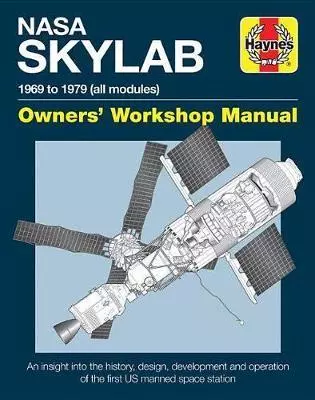 NASA
SKYLAB
1969 to 1979 (all modules)
Haynes
Owners' Workshop Manual
An insight into the history, design, development and operation
of the first US manned space station